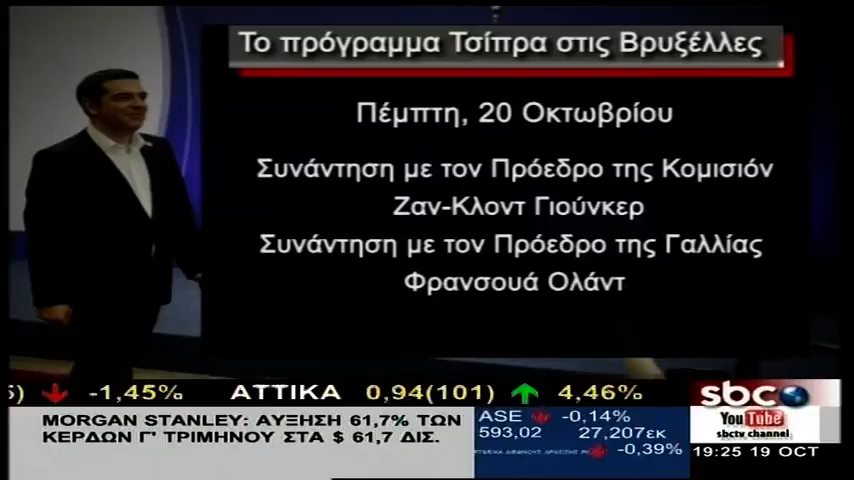 Το πρόγραμμα Τσίπρα στις Βρυξέλλες
Πέμπτη, 20 Οκτωβρίου
Συνάντηση με τον Πρόεδρο της Κομισιόν
Ζαν-Κλοντ Γιούνκερ
Συνάντηση με τον Πρόεδρο της Γαλλίας
Φρανσουά Ολάντ
5) -1,45% ΑΤΤΙΚΑ 0,94(101) 4,46%
MORGAN STANLEY: ΑΥΞΗΣΗ 61,7% ΤΩΝ
ΚΕΡΔΩΝ Γ' ΤΡΙΜΗΝΟΥ ΣΤΑ $ 61,7 ΔΙΣ.
ASE -0,14%
593,02 27,207εκ
-0,39%
sbc
YouTube
sbctv channel
19:25 19 OCT